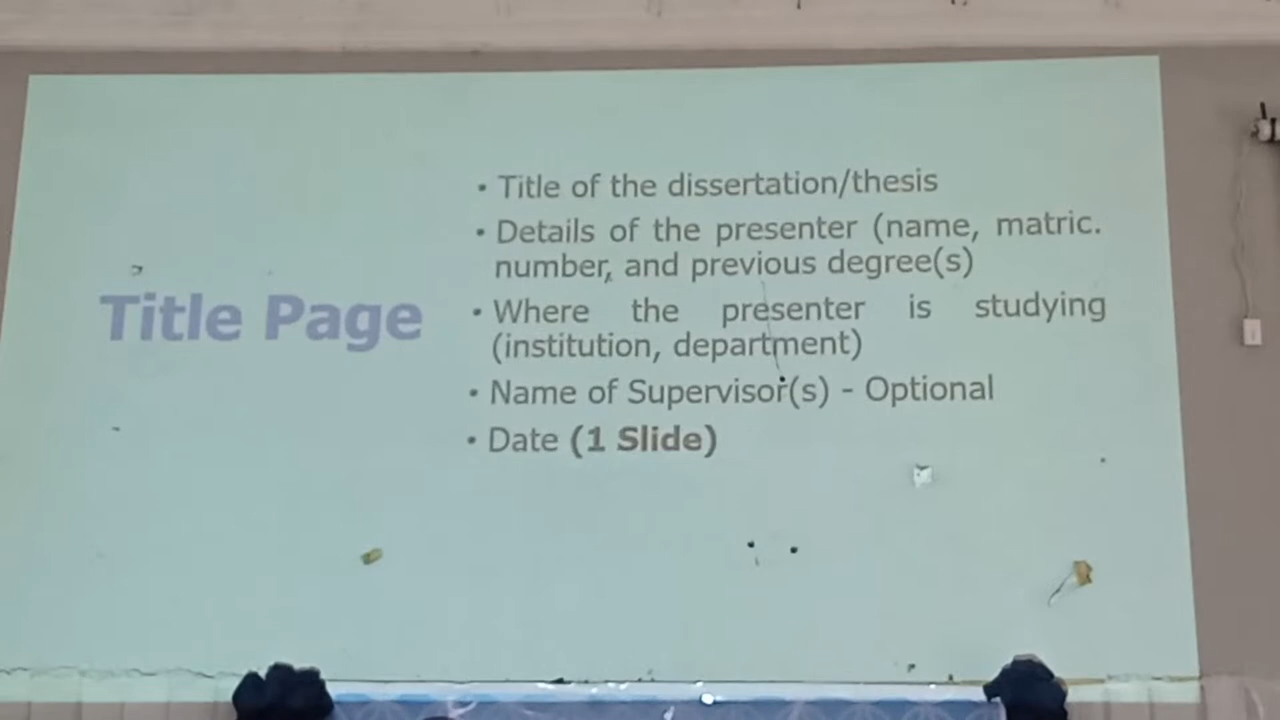 Title Page
• Title of the dissertation/thesis
• Details of the presenter (name, matric.
number, and previous degree(s)
• Where the presenter is studying
(institution, department)
• Name of Supervisor(s) - Optional
• Date (1 Slide)